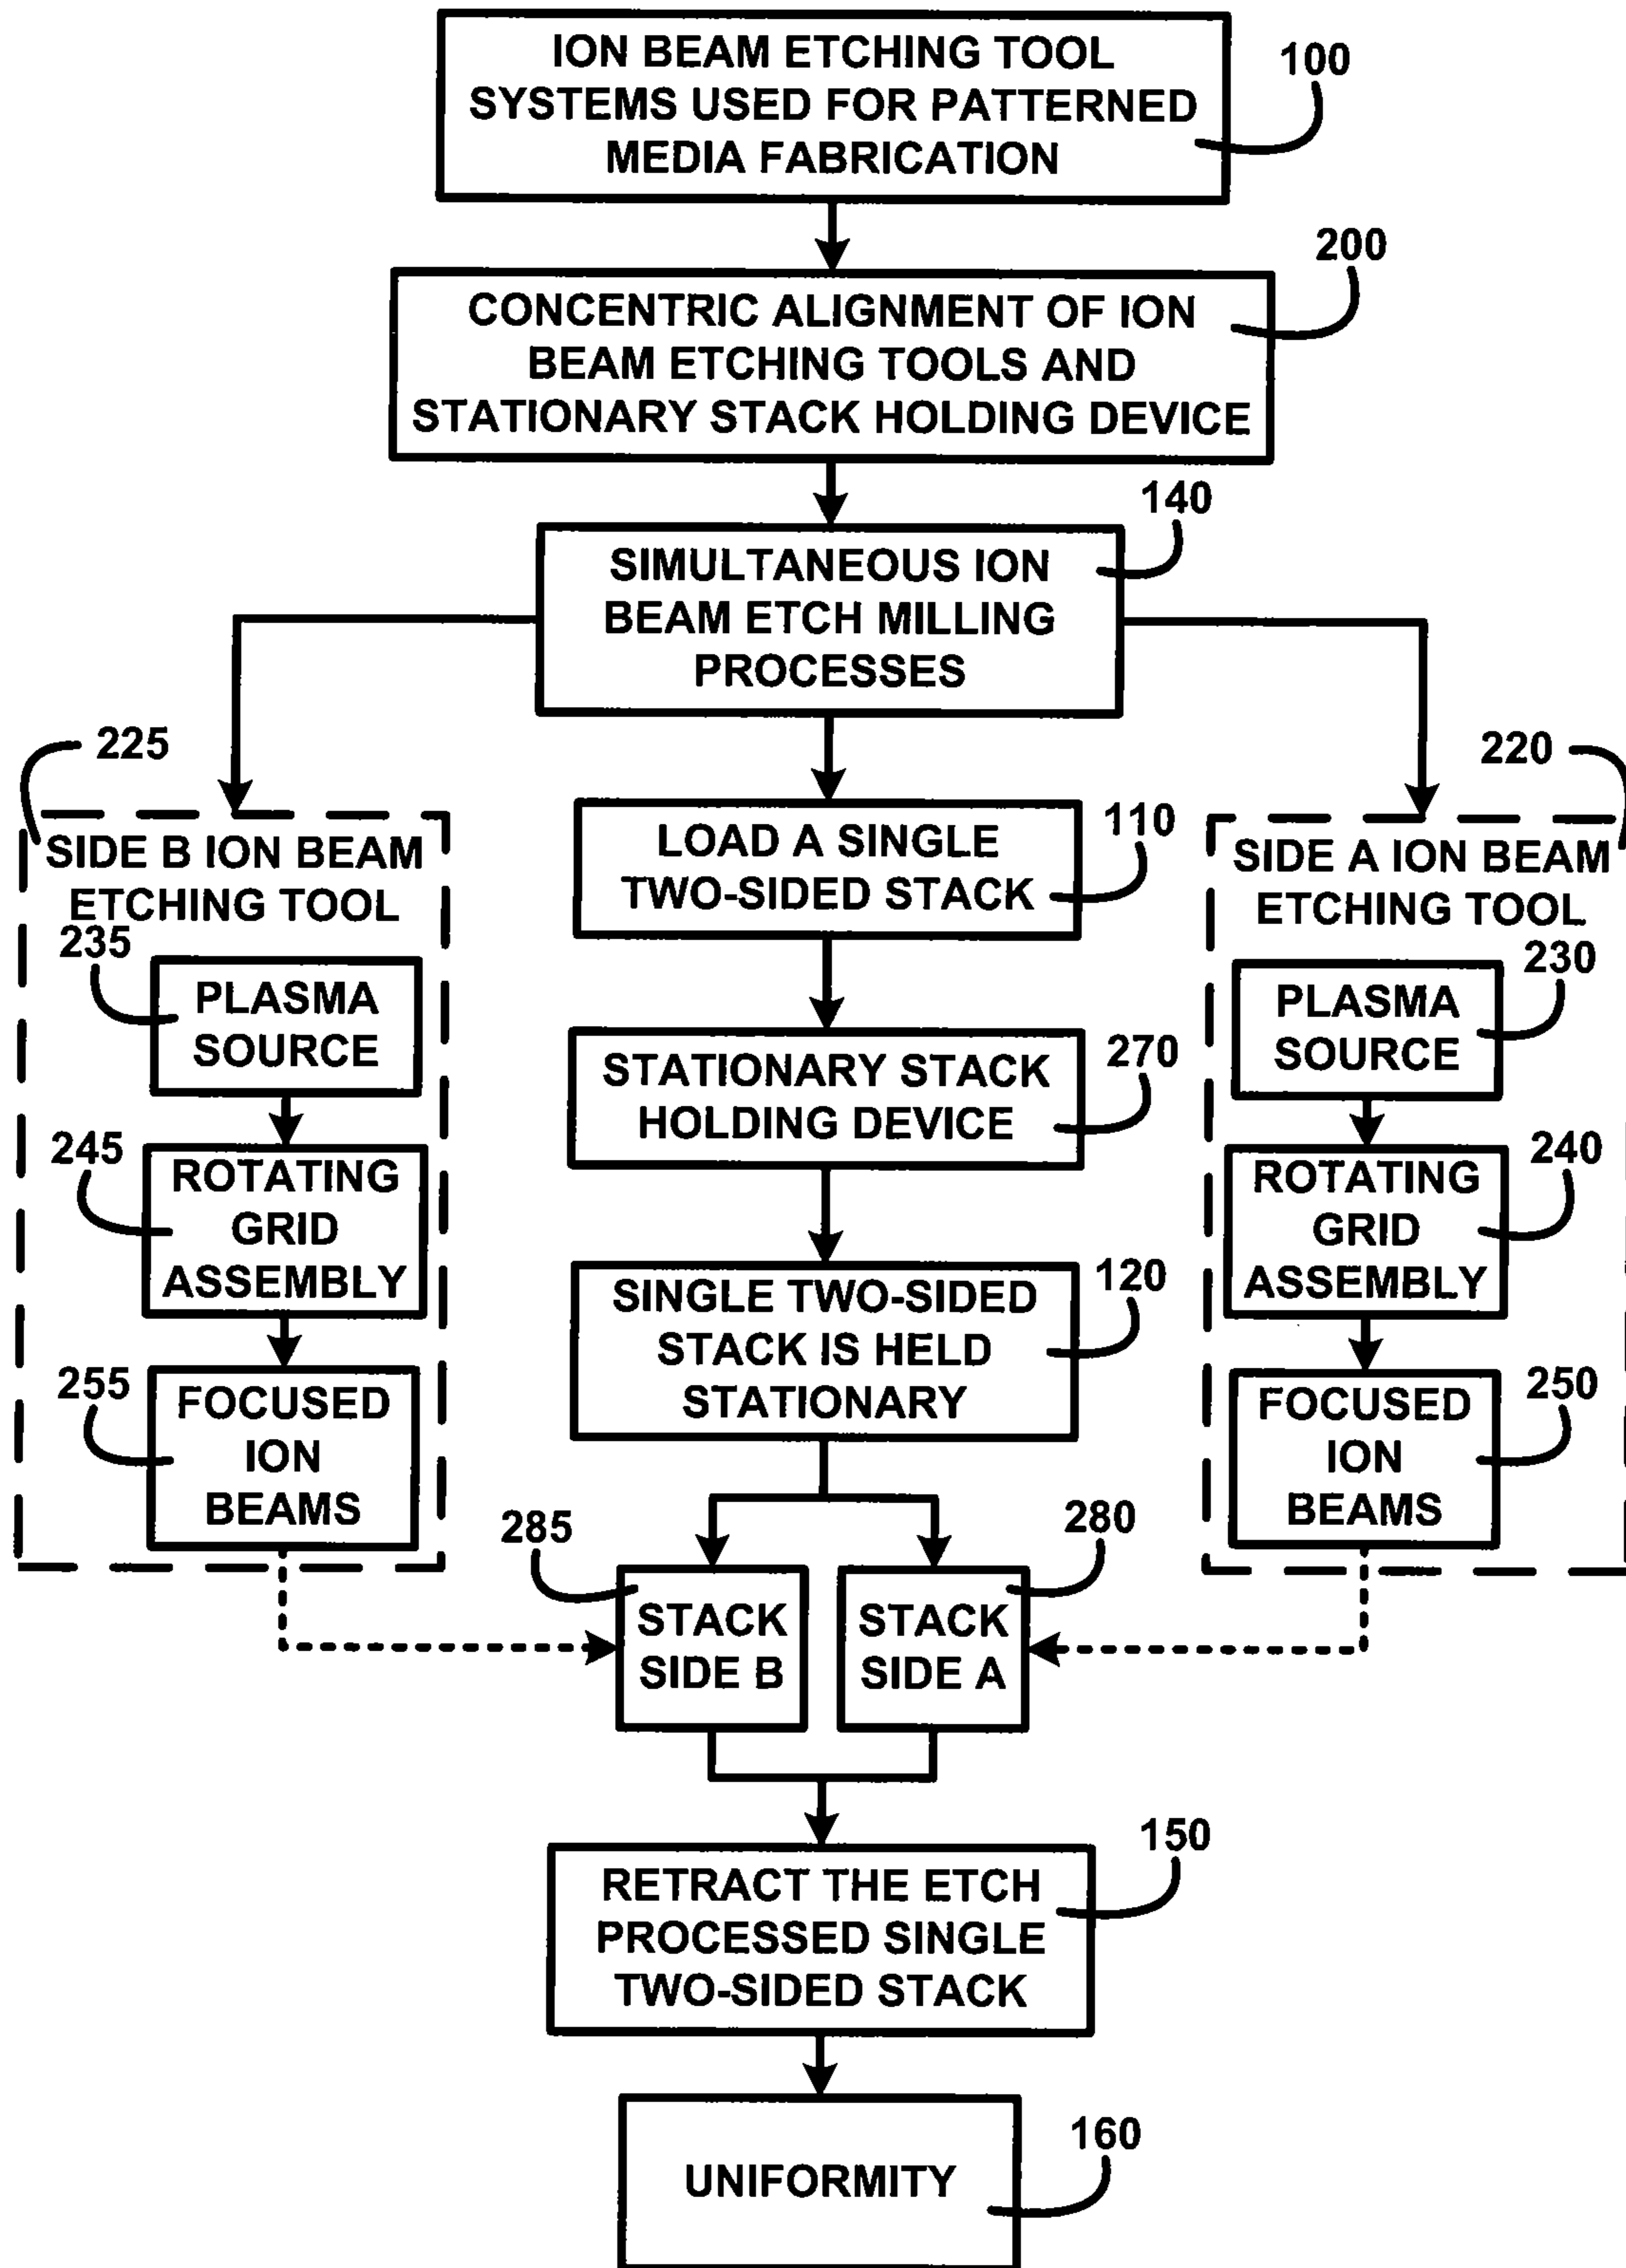 ION BEAM ETCHING TOOL
SYSTEMS USED FOR PATTERNED
MEDIA FABRICATION
100
200
CONCENTRIC ALIGNMENT OF ION
BEAM ETCHING TOOLS AND
STATIONARY STACK HOLDING DEVICE
140
SIMULTANEOUS ION
BEAM ETCH MILLING
PROCESSES
225
SIDE B ION BEAM
ETCHING TOOL
235
PLASMA
SOURCE
245
ROTATING
GRID
ASSEMBLY
255
FOCUSED
ION
BEAMS
110
LOAD A SINGLE
TWO-SIDED STACK
270
STATIONARY STACK
HOLDING DEVICE
120
SINGLE TWO-SIDED
STACK IS HELD
STATIONARY
220
SIDE A ION BEAM
ETCHING TOOL
230
PLASMA
SOURCE
240
ROTATING
GRID
ASSEMBLY
250
FOCUSED
ION
BEAMS
285
STACK
SIDE B
280
STACK
SIDE A
150
RETRACT THE ETCH
PROCESSED SINGLE
TWO-SIDED STACK
160
UNIFORMITY